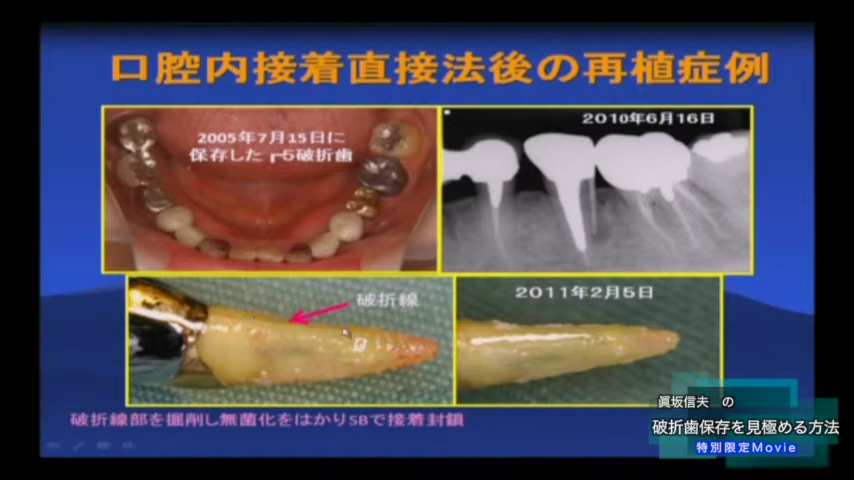 口腔内接着直接法後の再植症例
2005年7月15日に
保存した┌5破折歯
2010年6月16日
破折線
2011年2月5日
破折線部を掘削し無菌化をはかりSBで接着封鎖
眞坂信夫 の
破折歯保存を見極める方法
特別限定Movie